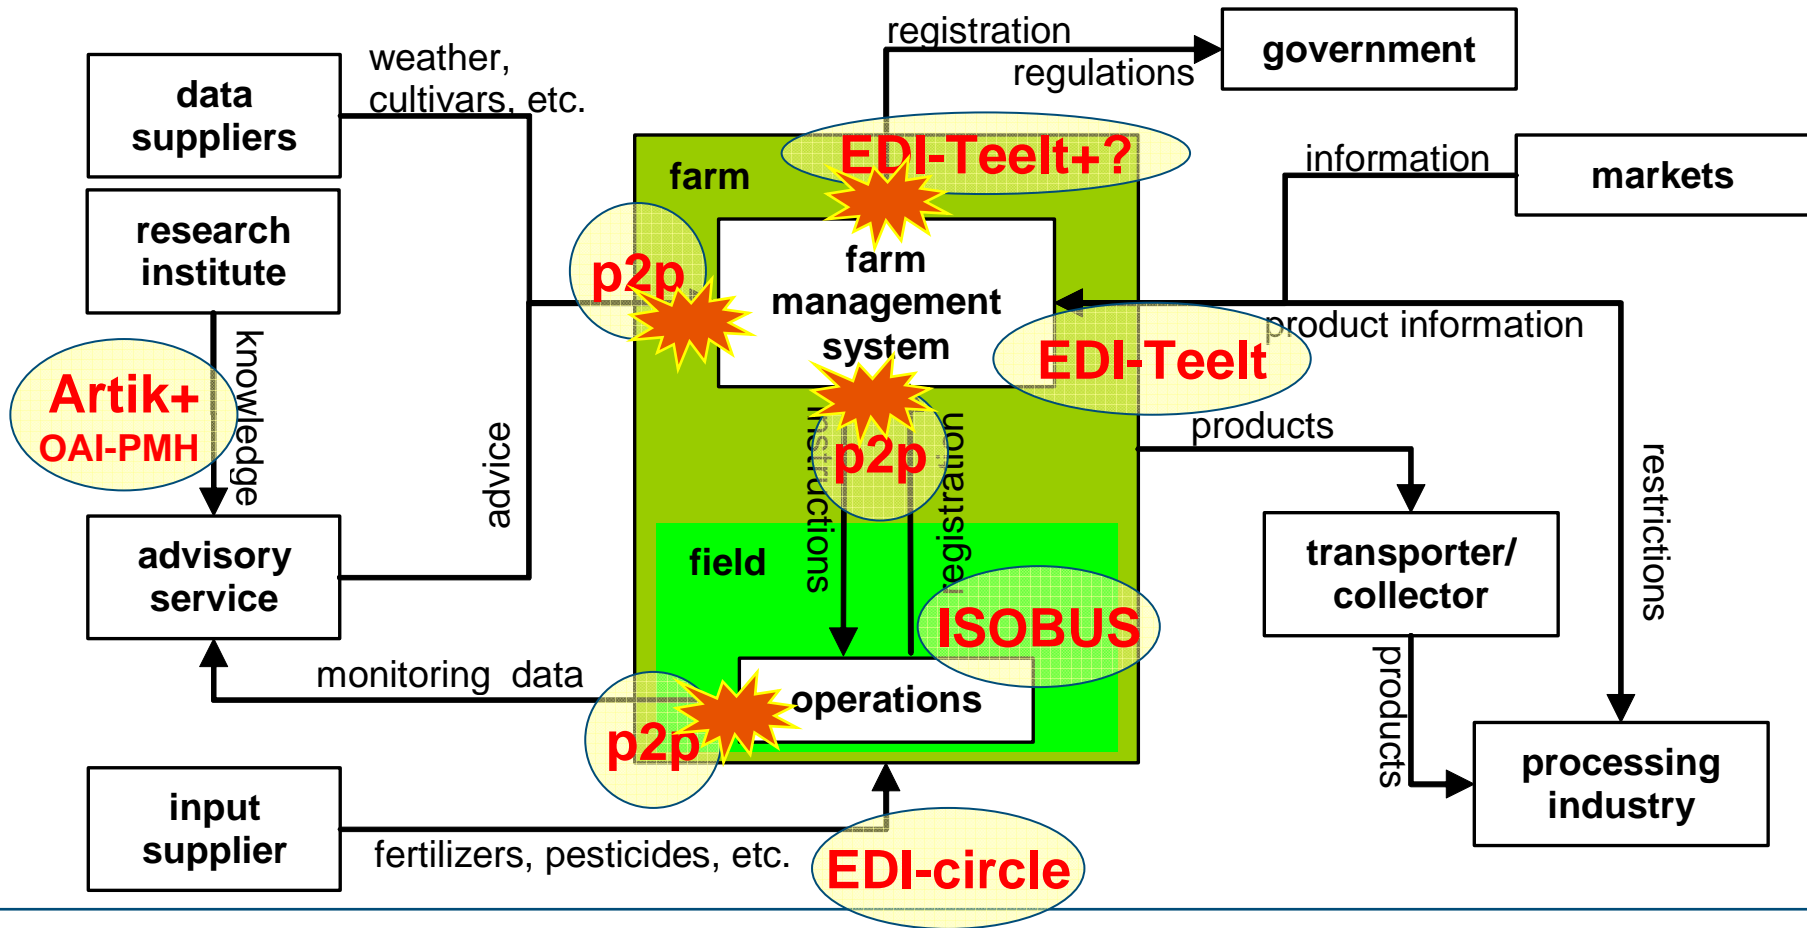 registration
regulations
government
weather,
cultivars, etc.
data
suppliers
EDI-Teelt+?
farm
information
markets
research
institute
p2p
farm
management
system
product information
EDI-Teelt
knowledge
Artik+
OAI-PMH
advice
instructions
p2p
registration
products
restrictions
field
advisory
service
transporter/
collector
ISOBUS
monitoring data
operations
p2p
products
processing
industry
input
supplier
fertilizers, pesticides, etc.
EDI-circle